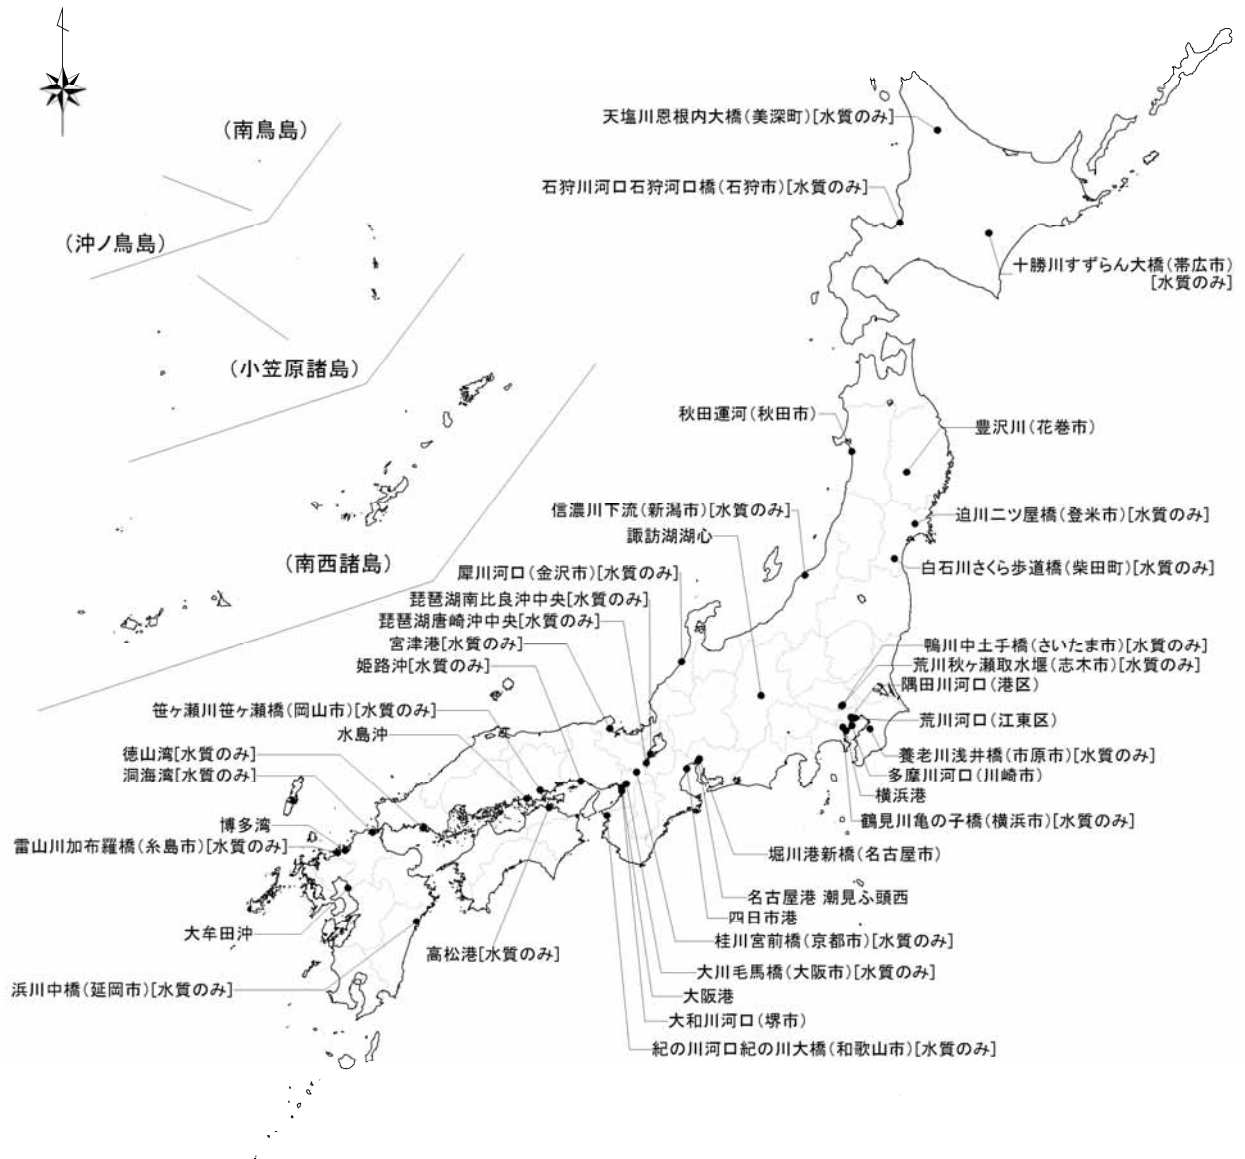 天塩川恩根内大橋(美深町)[水質のみ]
(南鳥島)
石狩川河口石狩河口橋(石狩市)[水質のみ]
(沖ノ鳥島)
十勝川すずらん大橋(帯広市)
[水質のみ]
(小笠原諸島)
秋田運河(秋田市)
豊沢川(花巻市)
信濃川下流(新潟市)[水質のみ]
迫川二ツ屋橋(登米市)[水質のみ]
諏訪湖湖心
(南西諸島)
白石川さくら歩道橋(柴田町)[水質のみ]
犀川河口(金沢市)[水質のみ]
琵琶湖南比良沖中央[水質のみ]
琵琶湖唐崎沖中央[水質のみ]
宮津港[水質のみ]
鴨川中土手橋(さいたま市)[水質のみ]
姫路沖[水質のみ]
荒川秋ヶ瀬取水堰(志木市)[水質のみ]
隅田川河口(港区)
笹ヶ瀬川笹ヶ瀬橋(岡山市)[水質のみ]
荒川河口(江東区)
水島沖
徳山湾[水質のみ]
養老川浅井橋(市原市)[水質のみ]
洞海湾[水質のみ]
多摩川河口(川崎市)
横浜港
博多湾
鶴見川亀の子橋(横浜市)[水質のみ]
雷山川加布羅橋(糸島市)[水質のみ]
堀川港新橋(名古屋市)
名古屋港 潮見ふ頭西
四日市港
大牟田沖
桂川宮前橋(京都市)[水質のみ]
高松港[水質のみ]
大川毛馬橋(大阪市)[水質のみ]
浜川中橋(延岡市)[水質のみ]
大阪港
大和川河口(堺市)
紀の川河口紀の川大橋(和歌山市)[水質のみ]